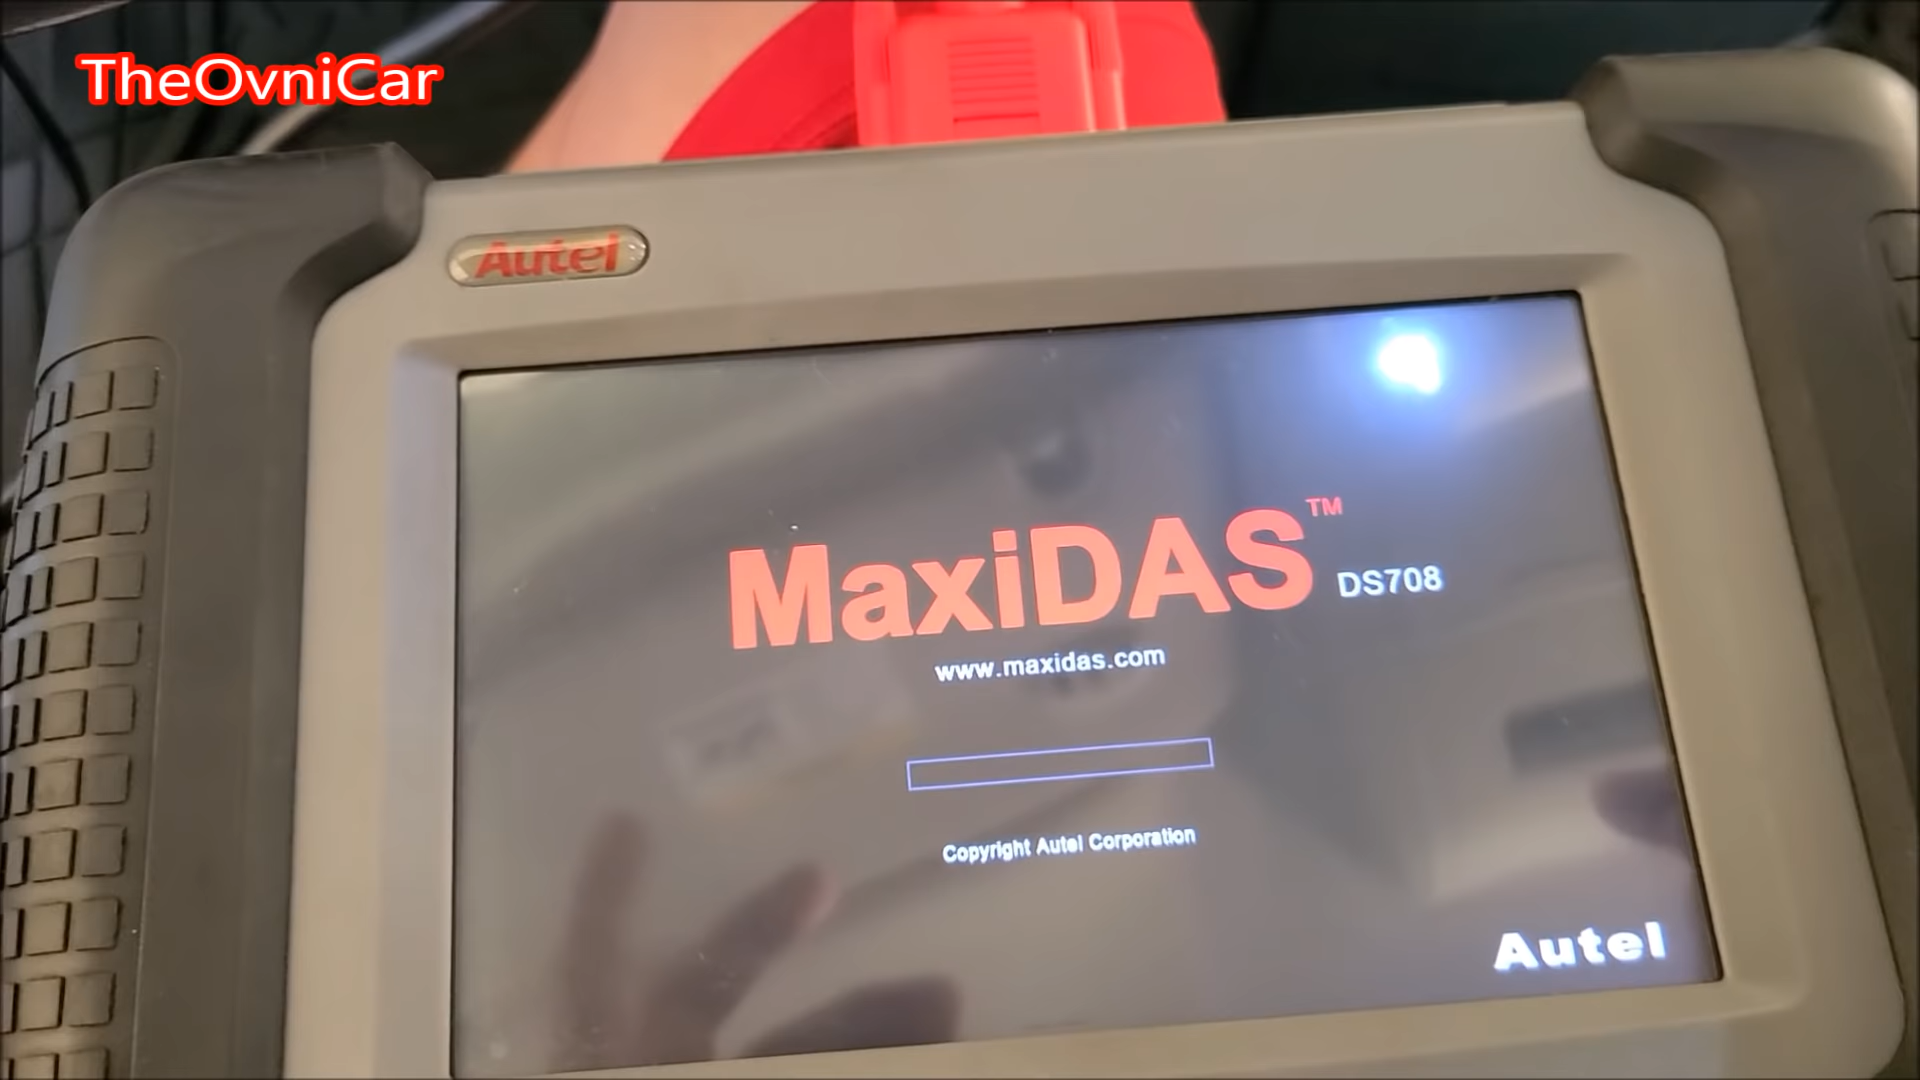 TheOvniCar
Autel
MaxiDAS™ DS708
www.maxidas.com
Copyright Autel Corporation
Autel